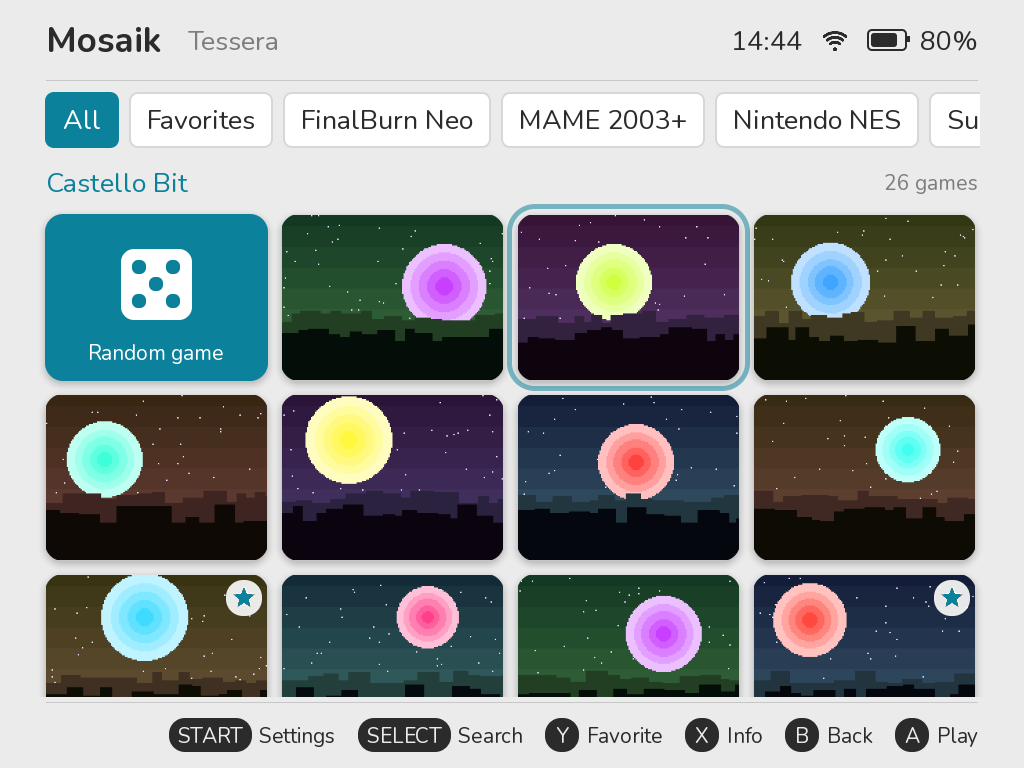 Mosaik Tessera 14:44 80%
All Favorites FinalBurn Neo MAME 2003+ Nintendo NES Su
Castello Bit 26 games
Random game
START Settings SELECT Search Y Favorite X Info B Back A Play